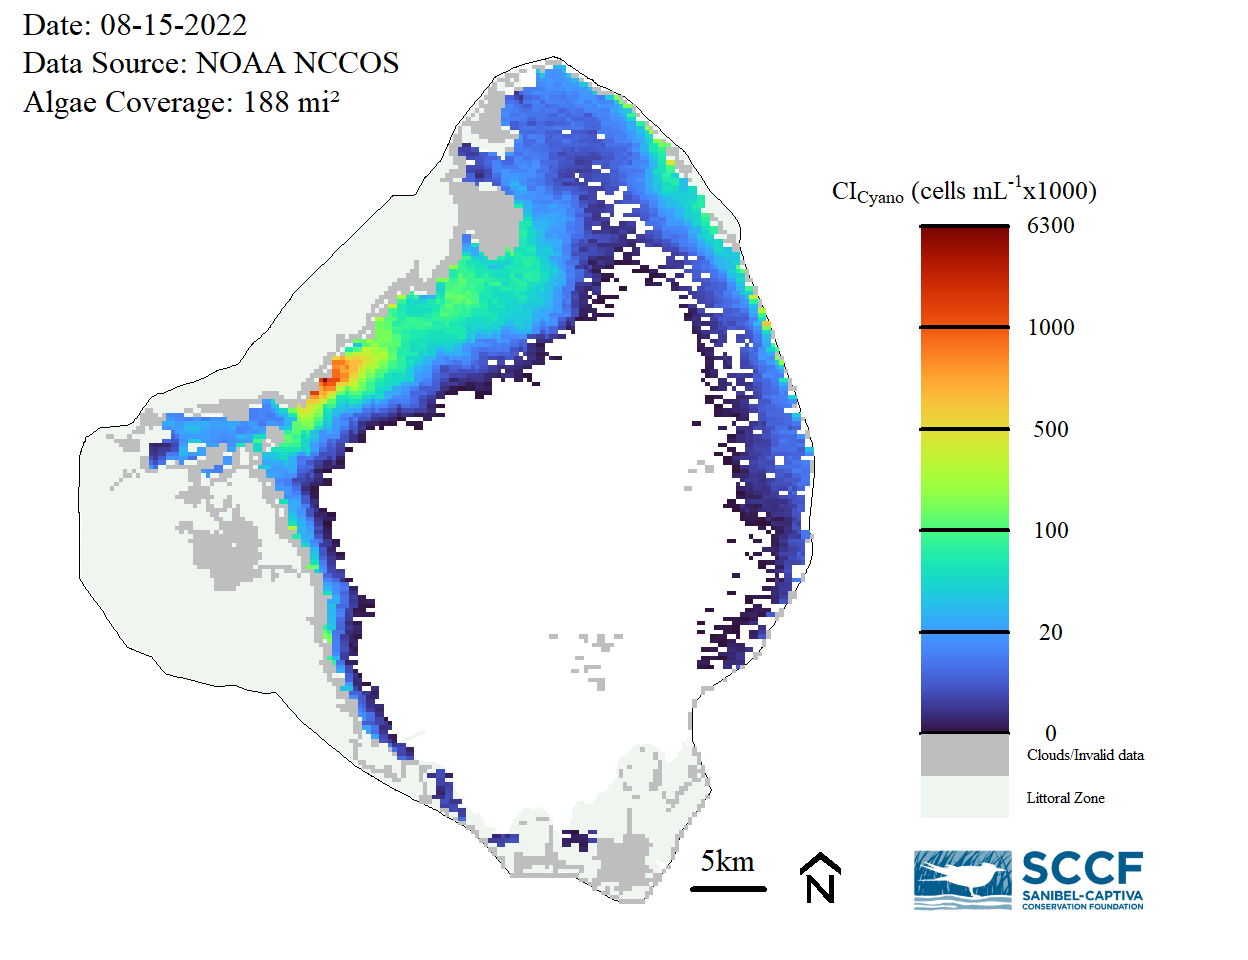 Date: 08-15-2022
Data Source: NOAA NCCOS
Algae Coverage: 188 mi²
CICyano (cells mL-1x1000)
6300
1000
500
100
20
0
Clouds/Invalid data
Littoral Zone
5km
N
SCCF
SANIBEL-CAPTIVA
CONSERVATION FOUNDATION